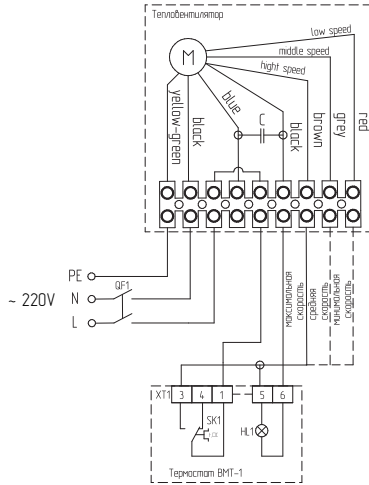 Тепловентилятор
low speed
middle speed
hight speed
M
yellow-green
black
blue
C
black
brown
grey
red
PE
~ 220V
N
QF1
L
максимальная
скорость
средняя
скорость
минимальная
скорость
XT1 3 4 1 5 6
SK1
HL1
Термостат ВМТ-1